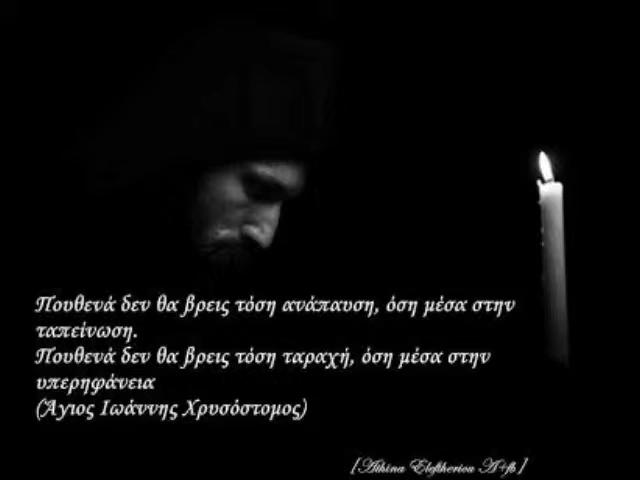 Πουθενά δεν θα βρεις τόση ανάπαυση, όση μέσα στην
ταπείνωση.
Πουθενά δεν θα βρεις τόση ταραχή, όση μέσα στην
υπερηφάνεια
(Άγιος Ιωάννης Χρυσόστομος)
[Athina Eleftheriou A+fb]